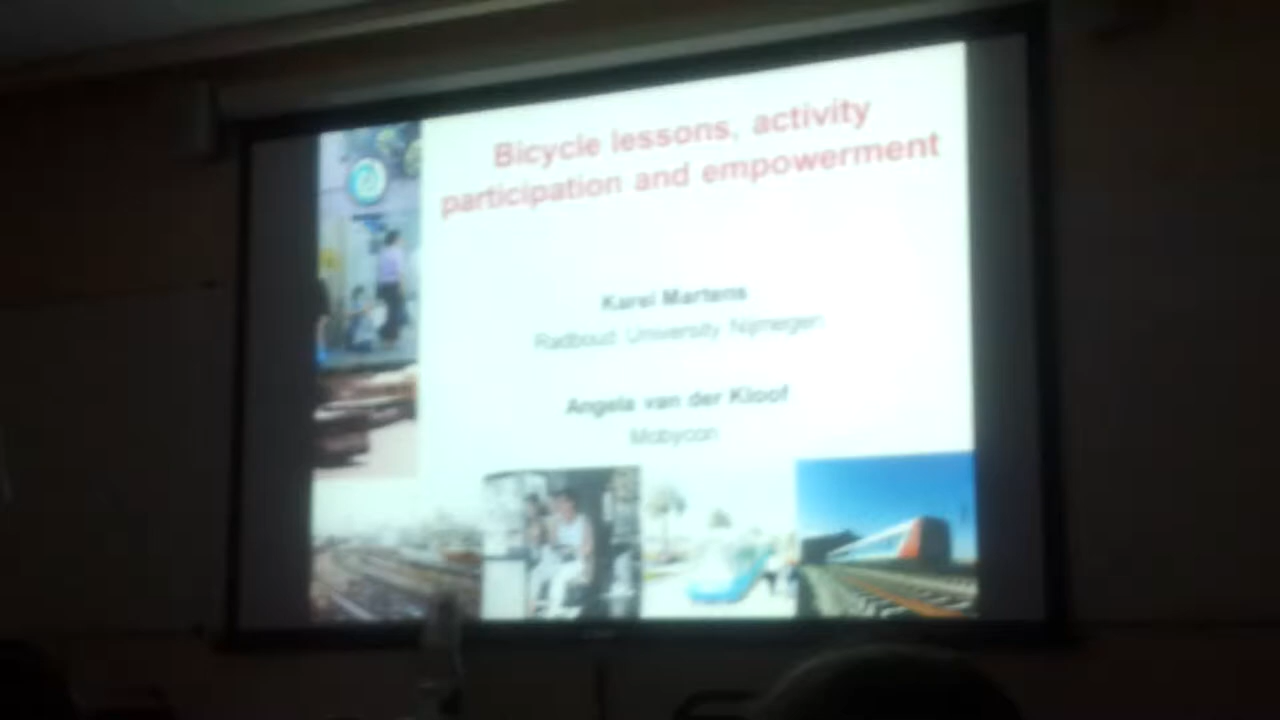 Bicycle lessons, activity
participation and empowerment
Karel Martens
Radboud University Nijmegen
Angela van der Kloof
Mobycon